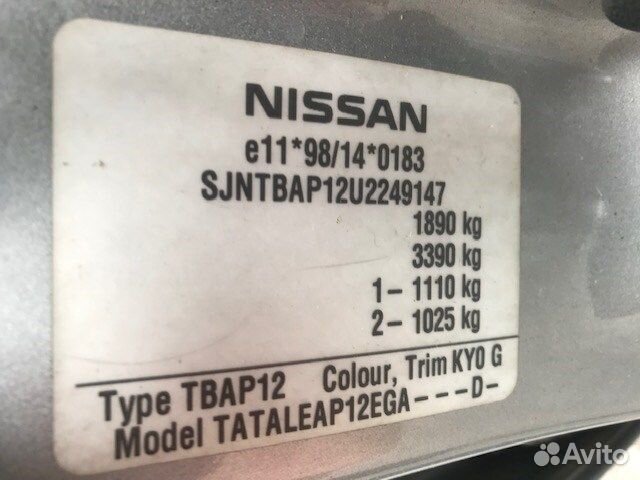 NISSAN
e11*98/14*0183
SJNTBAP12U2249147
1890 kg
3390 kg
1– 1110 kg
2– 1025 kg
Type TBAP12 Colour, Trim KY0 G
Model TATALEAP12EGA–––D–
Avito